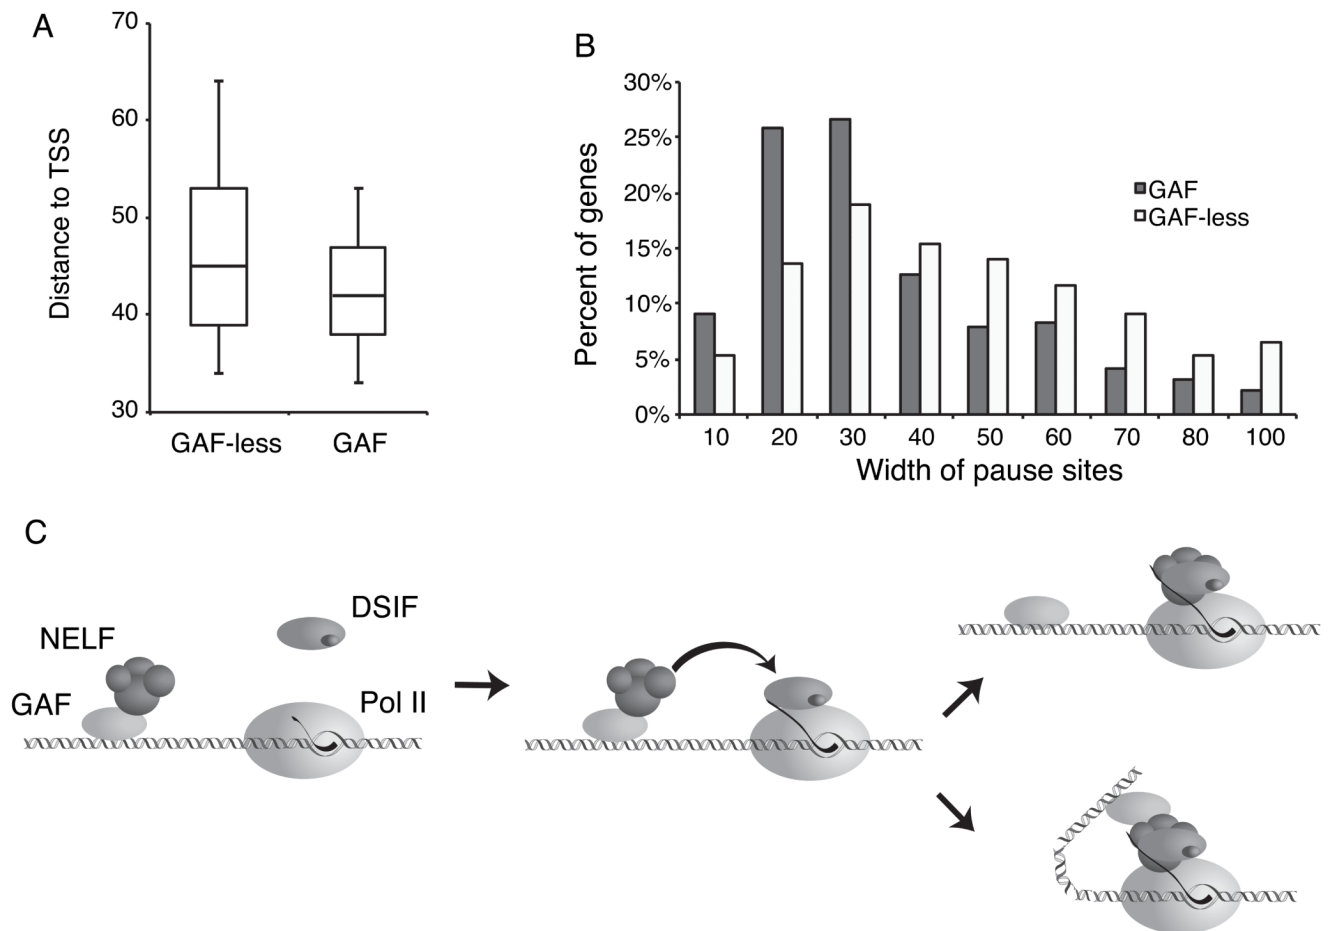 A
70
60
50
40
30
Distance to TSS
GAF-less
GAF
B
30%
25%
20%
15%
10%
5%
0%
Percent of genes
GAF
GAF-less
10 20 30 40 50 60 70 80 100
Width of pause sites
C
DSIF
NELF
GAF
Pol II